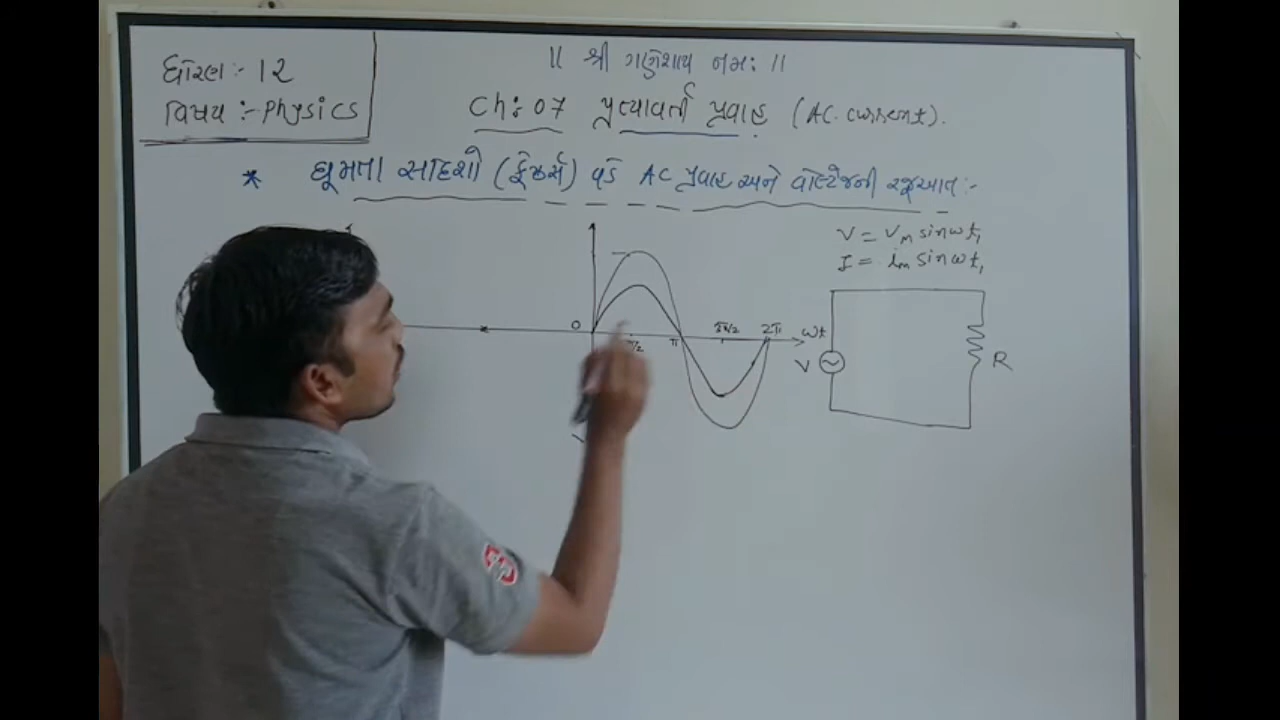 ॥ શ્રી ગણેશાય નમઃ ॥
ધોરણ :- 12
વિષય :- Physics
Ch: 07 પ્રત્યાવર્તી પ્રવાહ (AC. current).
* ઘૂમતા સાદિશો (ફેઝર્સ) વડે AC પ્રવાહ અને વોલ્ટેજની રજૂઆત :-
V = Vm sinωt,
I = im sinωt,
0 π/2 π 3π/2 2π ωt
V R